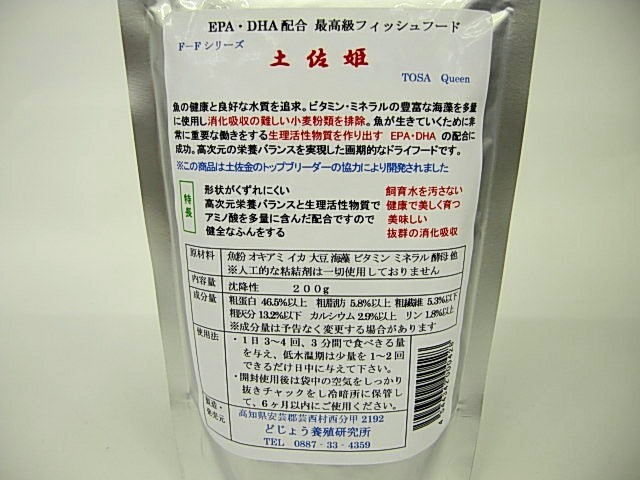 EPA・DHA配合 最高級フィッシュフード
F－Fシリーズ
土佐姫
TOSA Queen
魚の健康と良好な水質を追求。ビタミン・ミネラルの豊富な海藻を多量
に使用し消化吸収の難しい小麦粉類を排除。魚が生きていくために非
常に重要な働きをする生理活性物質を作り出す EPA・DHA の配合に
成功。高次元の栄養バランスを実現した画期的なドライフードです。
※この商品は土佐金のトップブリーダーの協力により開発されました
特長
形状がくずれにくい 飼育水を汚さない
高次元栄養バランスと生理活性物質で 健康で美しく育つ
アミノ酸を多量に含んだ配合ですので 美味しい
健全なふんをする 抜群の消化吸収
原材料 魚粉 オキアミ イカ 大豆 海藻 ビタミン ミネラル 酵母 他
※人工的な粘結剤は一切使用しておりません
内容量 沈降性 200g
成分量 粗蛋白 46.5%以上 粗脂肪 5.8%以上 粗繊維 5.3%以下
粗灰分 13.2%以下 カルシウム 2.9%以上 リン 1.8%以上
※成分量は予告なく変更する場合があります
使用法 ・1日3～4回、3分間で食べきる量
を与え、低水温期は少量を1～2回
できるだけ日中に与えて下さい。
・開封使用後は袋中の空気をしっかり
抜きチャックをし冷暗所に保管し
て、6ヶ月以内にご使用ください。
製造・発売元 高知県安芸郡芸西村西分甲2192
どじょう養殖研究所
TEL 0887-33-4359